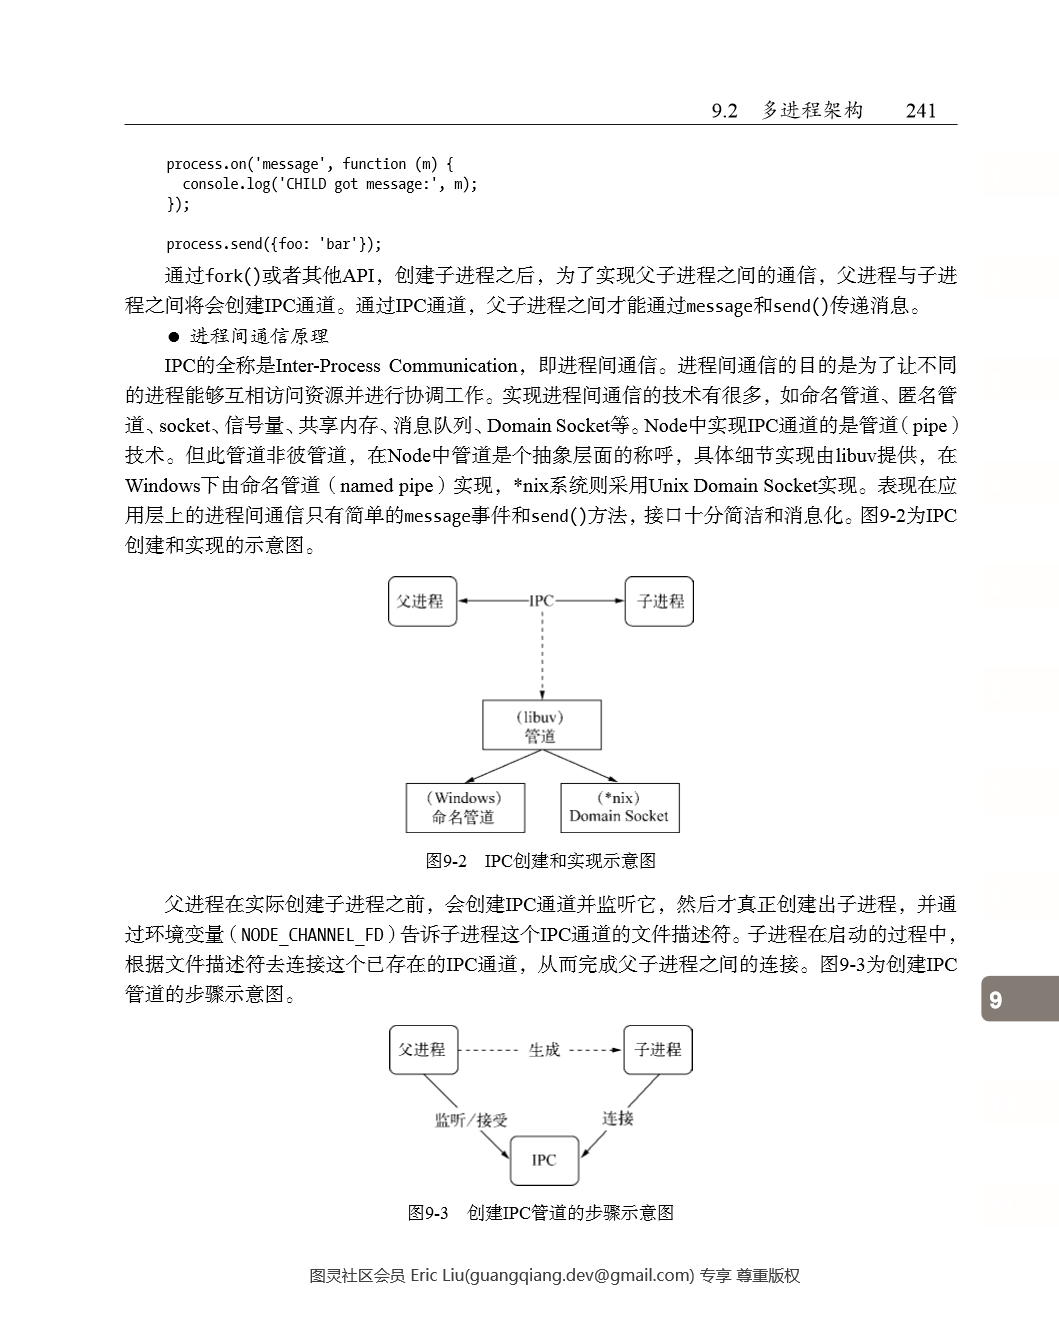 9.2 多进程架构 241
process.on('message', function (m) {
  console.log('CHILD got message:', m);
});
process.send({foo: 'bar'});
通过fork()或者其他API，创建子进程之后，为了实现父子进程之间的通信，父进程与子进
程之间将会创建IPC通道。通过IPC通道，父子进程之间才能通过message和send()传递消息。
● 进程间通信原理
IPC的全称是Inter-Process Communication，即进程间通信。进程间通信的目的是为了让不同
的进程能够互相访问资源并进行协调工作。实现进程间通信的技术有很多，如命名管道、匿名管
道、socket、信号量、共享内存、消息队列、Domain Socket等。Node中实现IPC通道的是管道（pipe）
技术。但此管道非彼管道，在Node中管道是个抽象层面的称呼，具体细节实现由libuv提供，在
Windows下由命名管道（named pipe）实现，*nix系统则采用Unix Domain Socket实现。表现在应
用层上的进程间通信只有简单的message事件和send()方法，接口十分简洁和消息化。图9-2为IPC
创建和实现的示意图。
父进程 IPC 子进程
（libuv）
管道
（Windows） （*nix）
命名管道 Domain Socket
图9-2 IPC创建和实现示意图
父进程在实际创建子进程之前，会创建IPC通道并监听它，然后才真正创建出子进程，并通
过环境变量（NODE_CHANNEL_FD）告诉子进程这个IPC通道的文件描述符。子进程在启动的过程中，
根据文件描述符去连接这个已存在的IPC通道，从而完成父子进程之间的连接。图9-3为创建IPC
管道的步骤示意图。
9
父进程 生成 子进程
监听/接受 连接
IPC
图9-3 创建IPC管道的步骤示意图
图灵社区会员 Eric Liu(guangqiang.dev@gmail.com) 专享 尊重版权